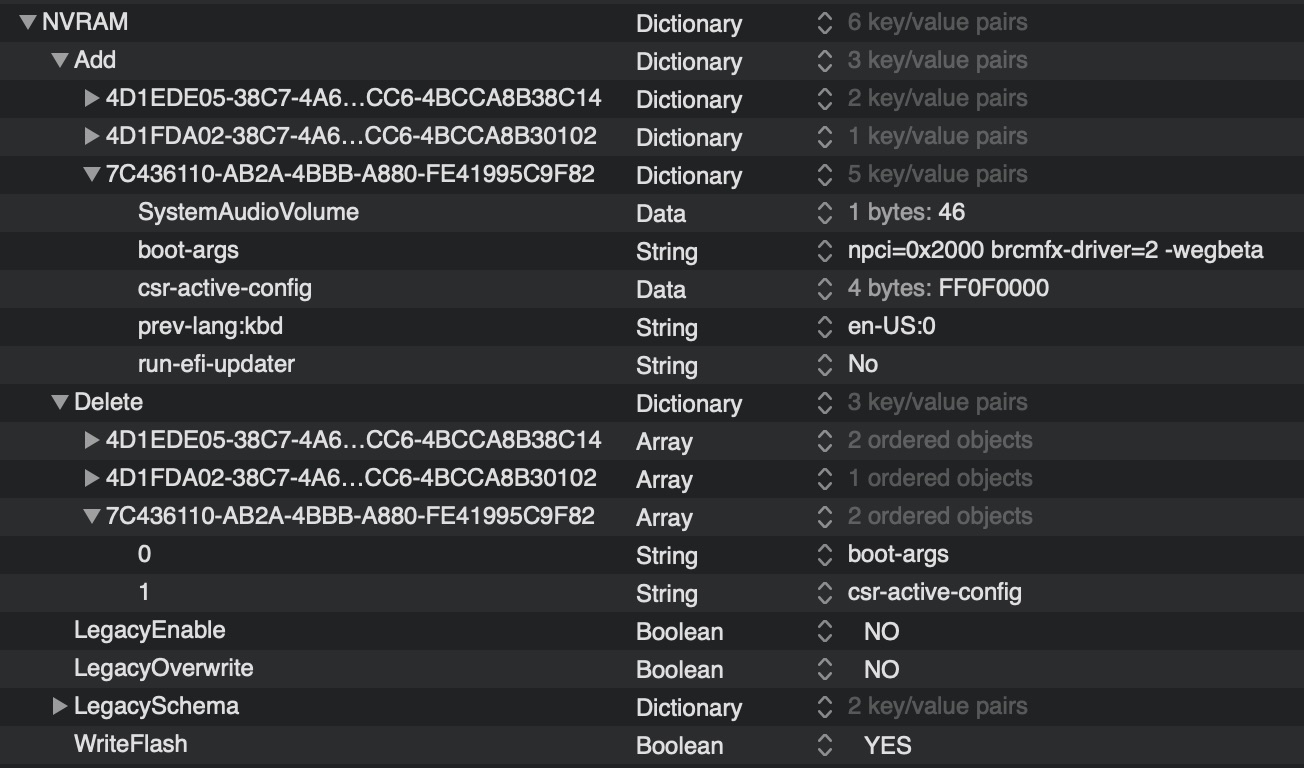 NVRAM Dictionary 6 key/value pairs
Add Dictionary 3 key/value pairs
4D1EDE05-38C7-4A6…CC6-4BCCA8B38C14 Dictionary 2 key/value pairs
4D1FDA02-38C7-4A6…CC6-4BCCA8B30102 Dictionary 1 key/value pairs
7C436110-AB2A-4BBB-A880-FE41995C9F82 Dictionary 5 key/value pairs
SystemAudioVolume Data 1 bytes: 46
boot-args String npci=0x2000 brcmfx-driver=2 -wegbeta
csr-active-config Data 4 bytes: FF0F0000
prev-lang:kbd String en-US:0
run-efi-updater String No
Delete Dictionary 3 key/value pairs
4D1EDE05-38C7-4A6…CC6-4BCCA8B38C14 Array 2 ordered objects
4D1FDA02-38C7-4A6…CC6-4BCCA8B30102 Array 1 ordered objects
7C436110-AB2A-4BBB-A880-FE41995C9F82 Array 2 ordered objects
0 String boot-args
1 String csr-active-config
LegacyEnable Boolean NO
LegacyOverwrite Boolean NO
LegacySchema Dictionary 2 key/value pairs
WriteFlash Boolean YES